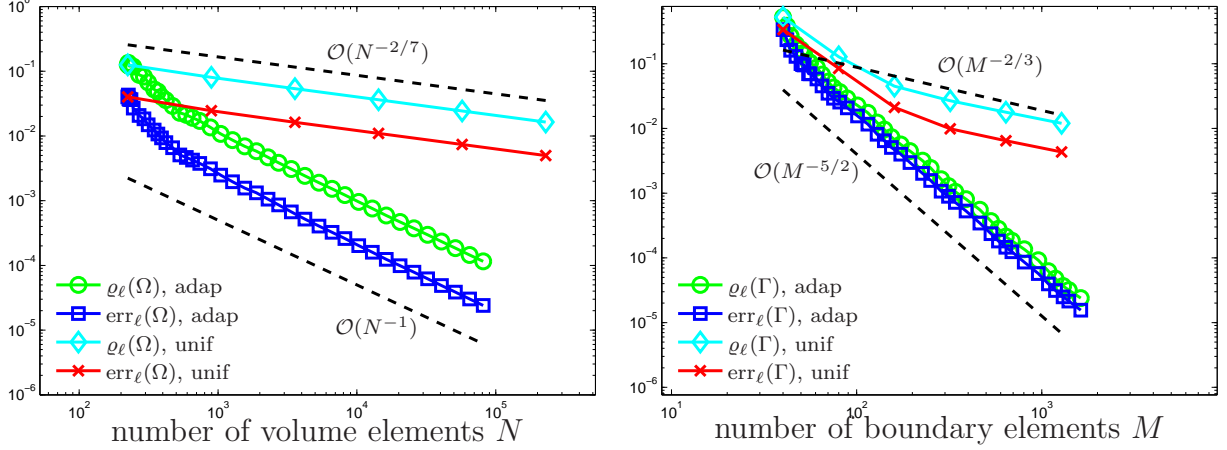 10^0
10^{-1}
10^{-2}
10^{-3}
10^{-4}
10^{-5}
10^{-6}
10^2
10^3
10^4
10^5
O(N^{-2/7})
O(N^{-1})
ϱ_ℓ(Ω), adap
err_ℓ(Ω), adap
ϱ_ℓ(Ω), unif
err_ℓ(Ω), unif
number of volume elements N
10^{-1}
10^{-2}
10^{-3}
10^{-4}
10^{-5}
10^{-6}
10^1
10^2
10^3
O(M^{-2/3})
O(M^{-5/2})
ϱ_ℓ(Γ), adap
err_ℓ(Γ), adap
ϱ_ℓ(Γ), unif
err_ℓ(Γ), unif
number of boundary elements M